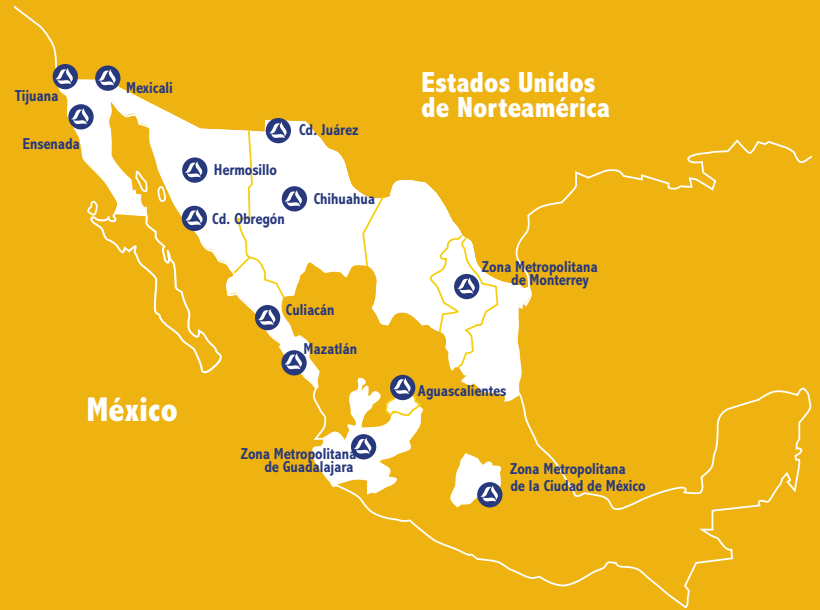 Estados Unidos
de Norteamérica
Tijuana
Mexicali
Ensenada
Cd. Juárez
Hermosillo
Chihuahua
Cd. Obregón
Zona Metropolitana
de Monterrey
Culiacán
Mazatlán
Aguascalientes
México
Zona Metropolitana
de Guadalajara
Zona Metropolitana
de la Ciudad de México